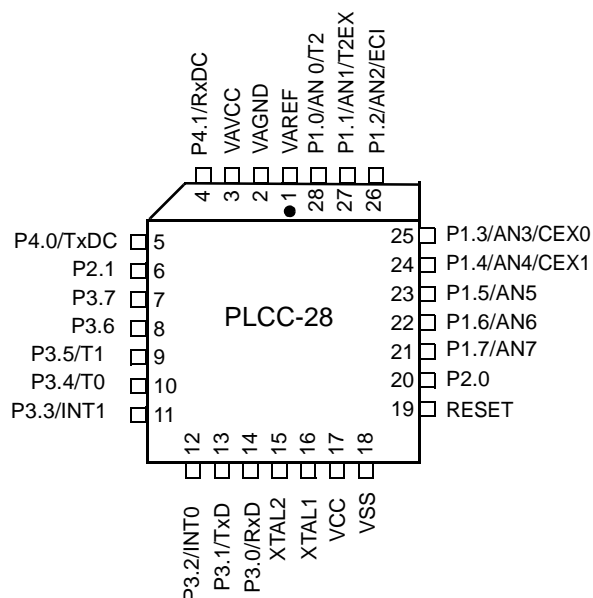 P4.1/RxDC
VAVCC
VAGND
VAREF
P1.0/AN 0/T2
P1.1/AN1/T2EX
P1.2/AN2/ECI
4
3
2
1
28
27
26
P4.0/TxDC 5
P2.1 6
P3.7 7
P3.6 8
P3.5/T1 9
P3.4/T0 10
P3.3/INT1 11
PLCC-28
25 P1.3/AN3/CEX0
24 P1.4/AN4/CEX1
23 P1.5/AN5
22 P1.6/AN6
21 P1.7/AN7
20 P2.0
19 RESET
12
13
14
15
16
17
18
P3.2/INT0
P3.1/TxD
P3.0/RxD
XTAL2
XTAL1
VCC
VSS